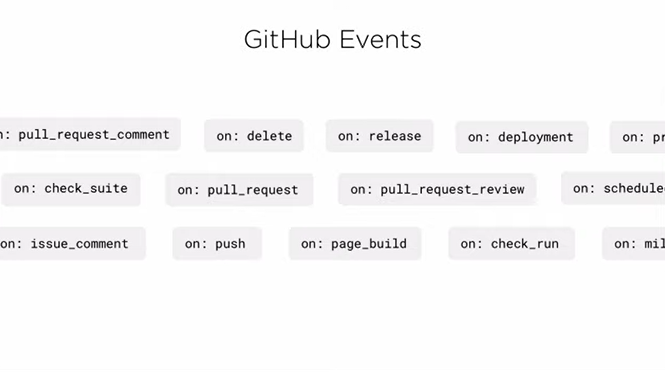 GitHub Events
n: pull_request_comment on: delete on: release on: deployment on: pr
on: check_suite on: pull_request on: pull_request_review on: schedule
on: issue_comment on: push on: page_build on: check_run on: mil